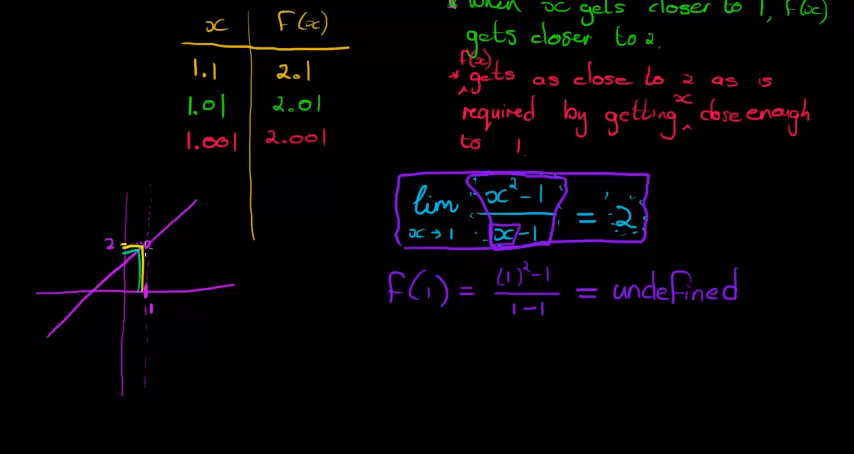 * when x gets closer to 1, f(x)
gets closer to 2.
f(x)
* ^ gets as close to 2 as is
x
required by getting ^ close enough
to 1.
x F(x)
1.1 2.1
1.01 2.01
1.001 2.001
lim x→1 (x² - 1)/(x - 1) = 2
F(1) = ((1)² - 1)/(1 - 1) = undefined
2
1